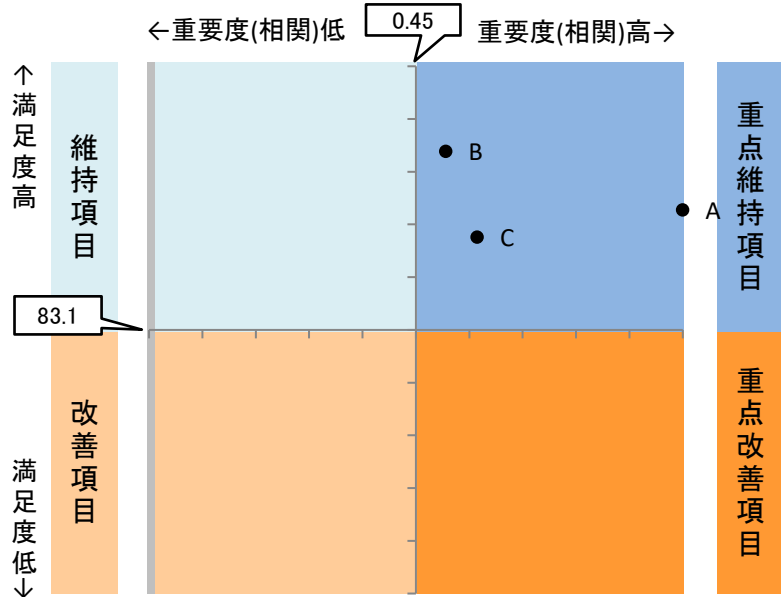 ←重要度(相関)低
0.45
重要度(相関)高→
↑満足度高
維持項目
重点維持項目
B
A
C
83.1
改善項目
重点改善項目
満足度低↓